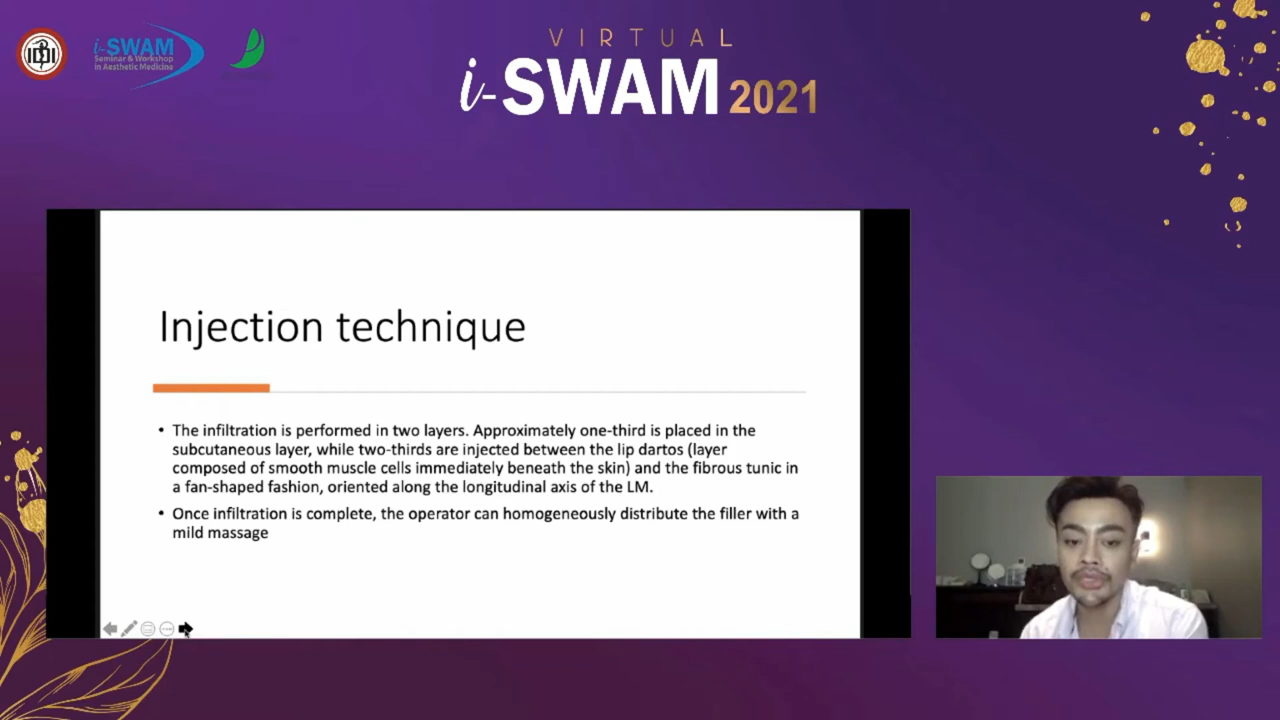 i-SWAM
Seminar & Workshop
in Aesthetic Medicine
VIRTUAL
i-SWAM 2021
Injection technique
• The infiltration is performed in two layers. Approximately one-third is placed in the
subcutaneous layer, while two-thirds are injected between the lip dartos (layer
composed of smooth muscle cells immediately beneath the skin) and the fibrous tunic in
a fan-shaped fashion, oriented along the longitudinal axis of the LM.
• Once infiltration is complete, the operator can homogeneously distribute the filler with a
mild massage